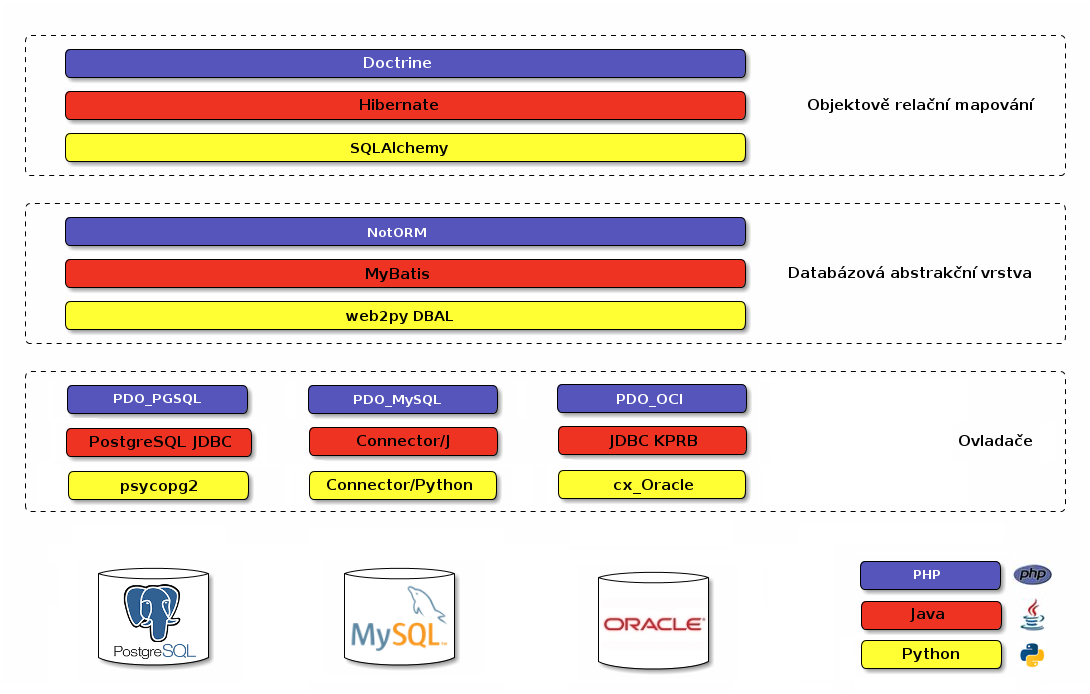 Doctrine
Hibernate
Objektově relační mapování
SQLAlchemy
NotORM
MyBatis
Databázová abstrakční vrstva
web2py DBAL
PDO_PGSQL
PDO_MySQL
PDO_OCI
PostgreSQL JDBC
Connector/J
JDBC KPRB
Ovladače
psycopg2
Connector/Python
cx_Oracle
PostgreSQL
MySQL™
ORACLE®
PHP
php
Java
Python